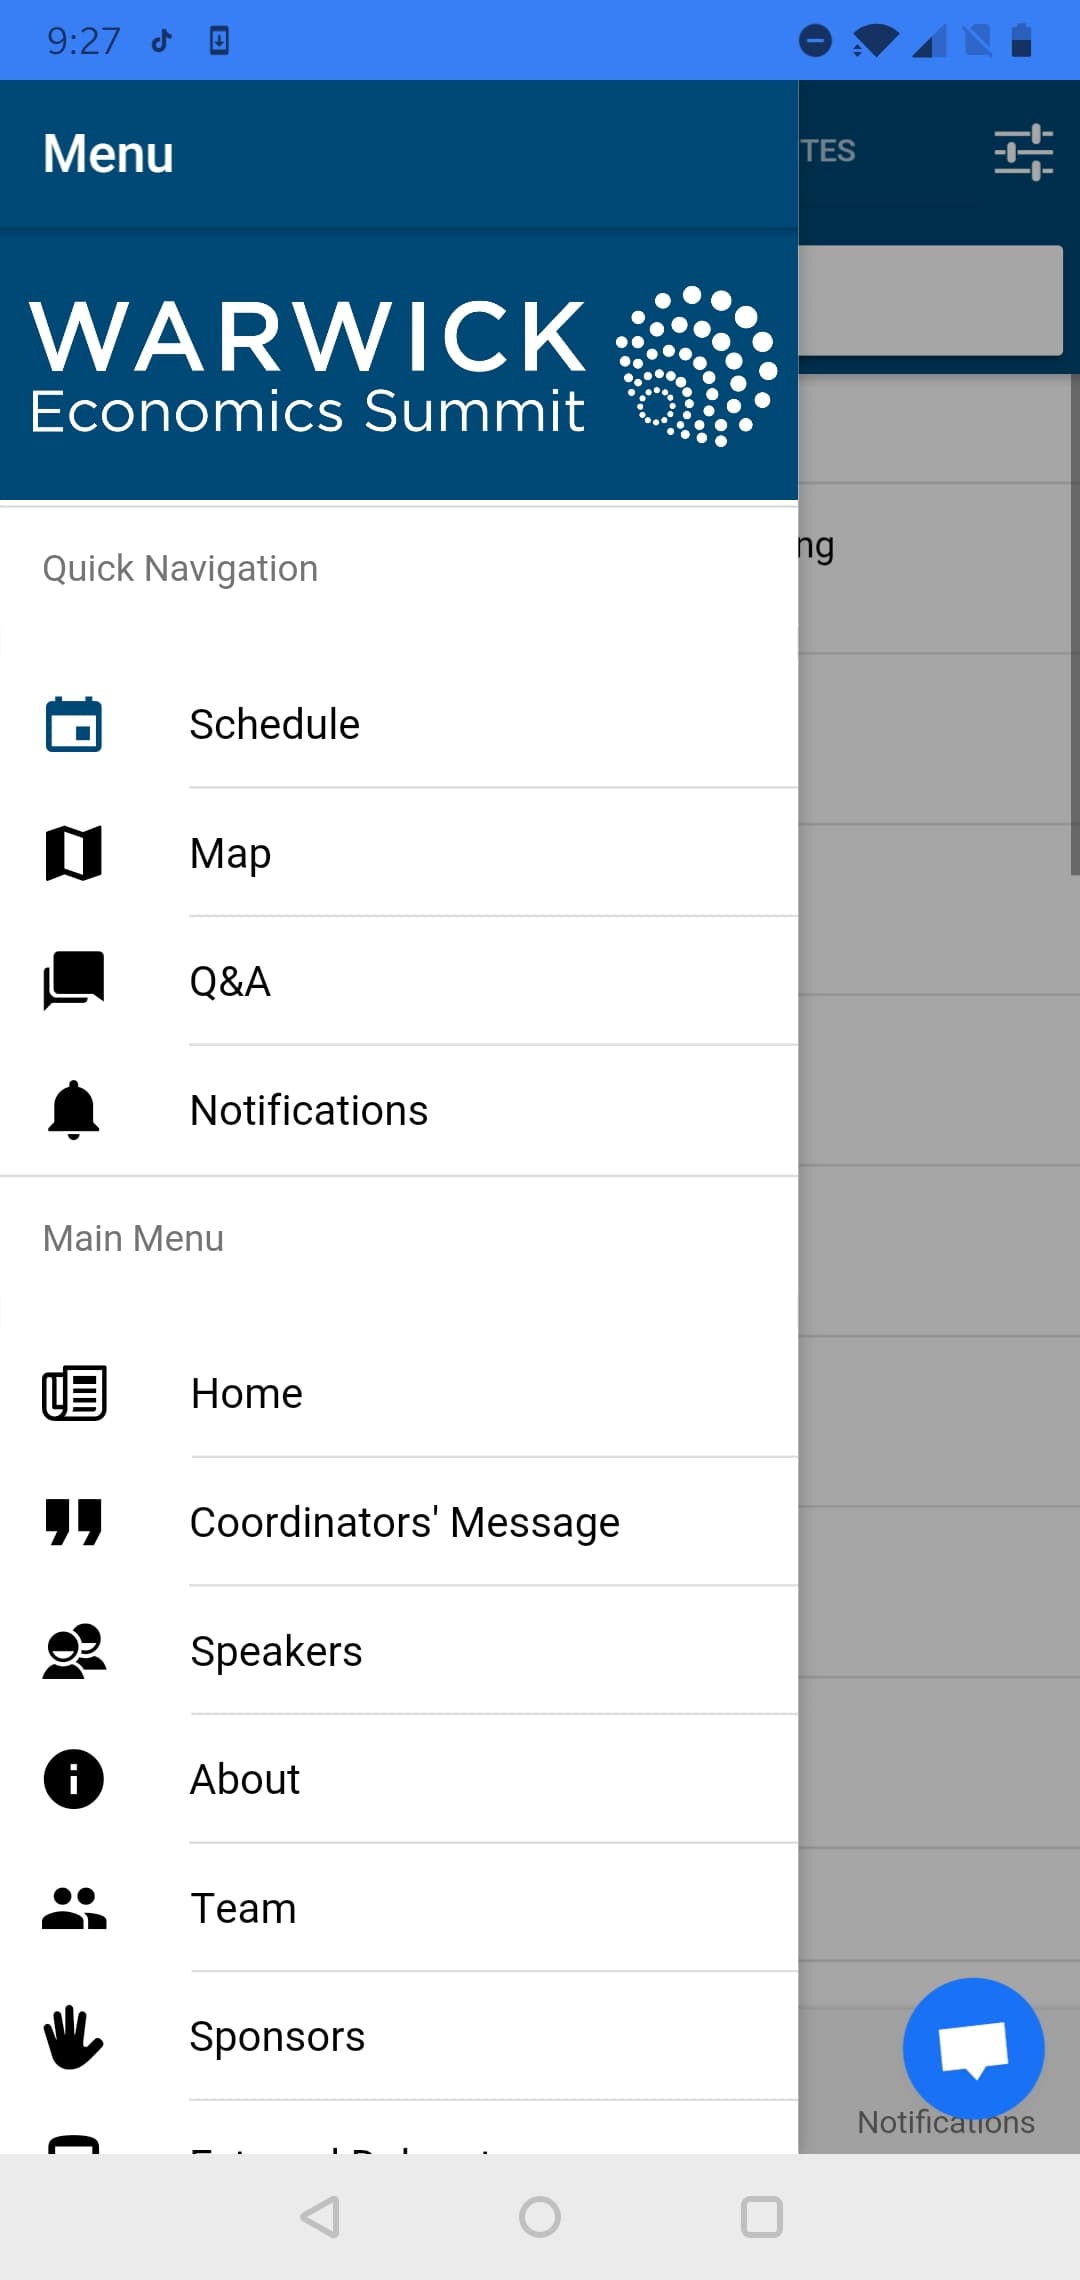 9:27
Menu
TES
WARWICK
Economics Summit
Quick Navigation
ng
Schedule
Map
Q&A
Notifications
Main Menu
Home
Coordinators' Message
Speakers
About
Team
Sponsors
Notifications